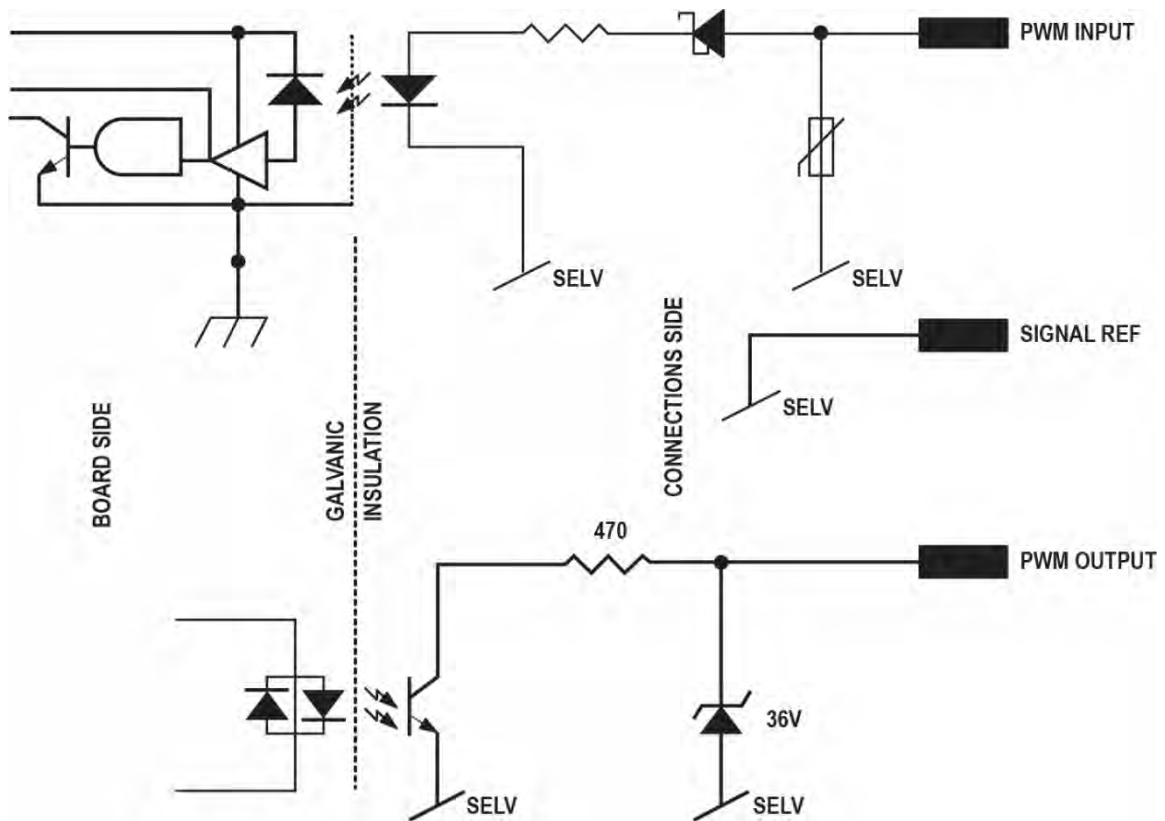 PWM INPUT
SELV
SELV
SIGNAL REF
SELV
BOARD SIDE
GALVANIC
INSULATION
CONNECTIONS SIDE
470
PWM OUTPUT
36V
SELV
SELV